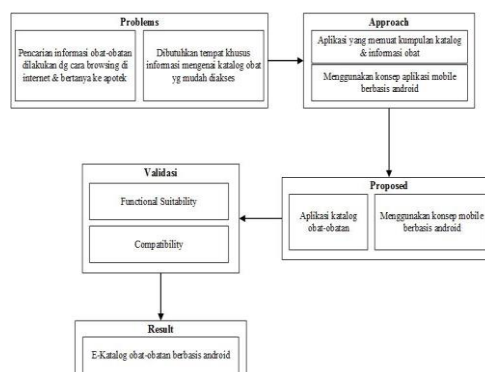 Problems
Pencarian informasi obat-obatan
dilakukan dg cara browsing di
internet & bertanya ke apotek
Dibutuhkan tempat khusus
informasi mengenai katalog obat
yg mudah diakses
Approach
Aplikasi yang memuat kumpulan katalog
& informasi obat
Menggunakan konsep aplikasi mobile
berbasis android
Proposed
Aplikasi katalog
obat-obatan
Menggunakan konsep mobile
berbasis android
Validasi
Functional Suitability
Compatibility
Result
E-Katalog obat-obatan berbasis android